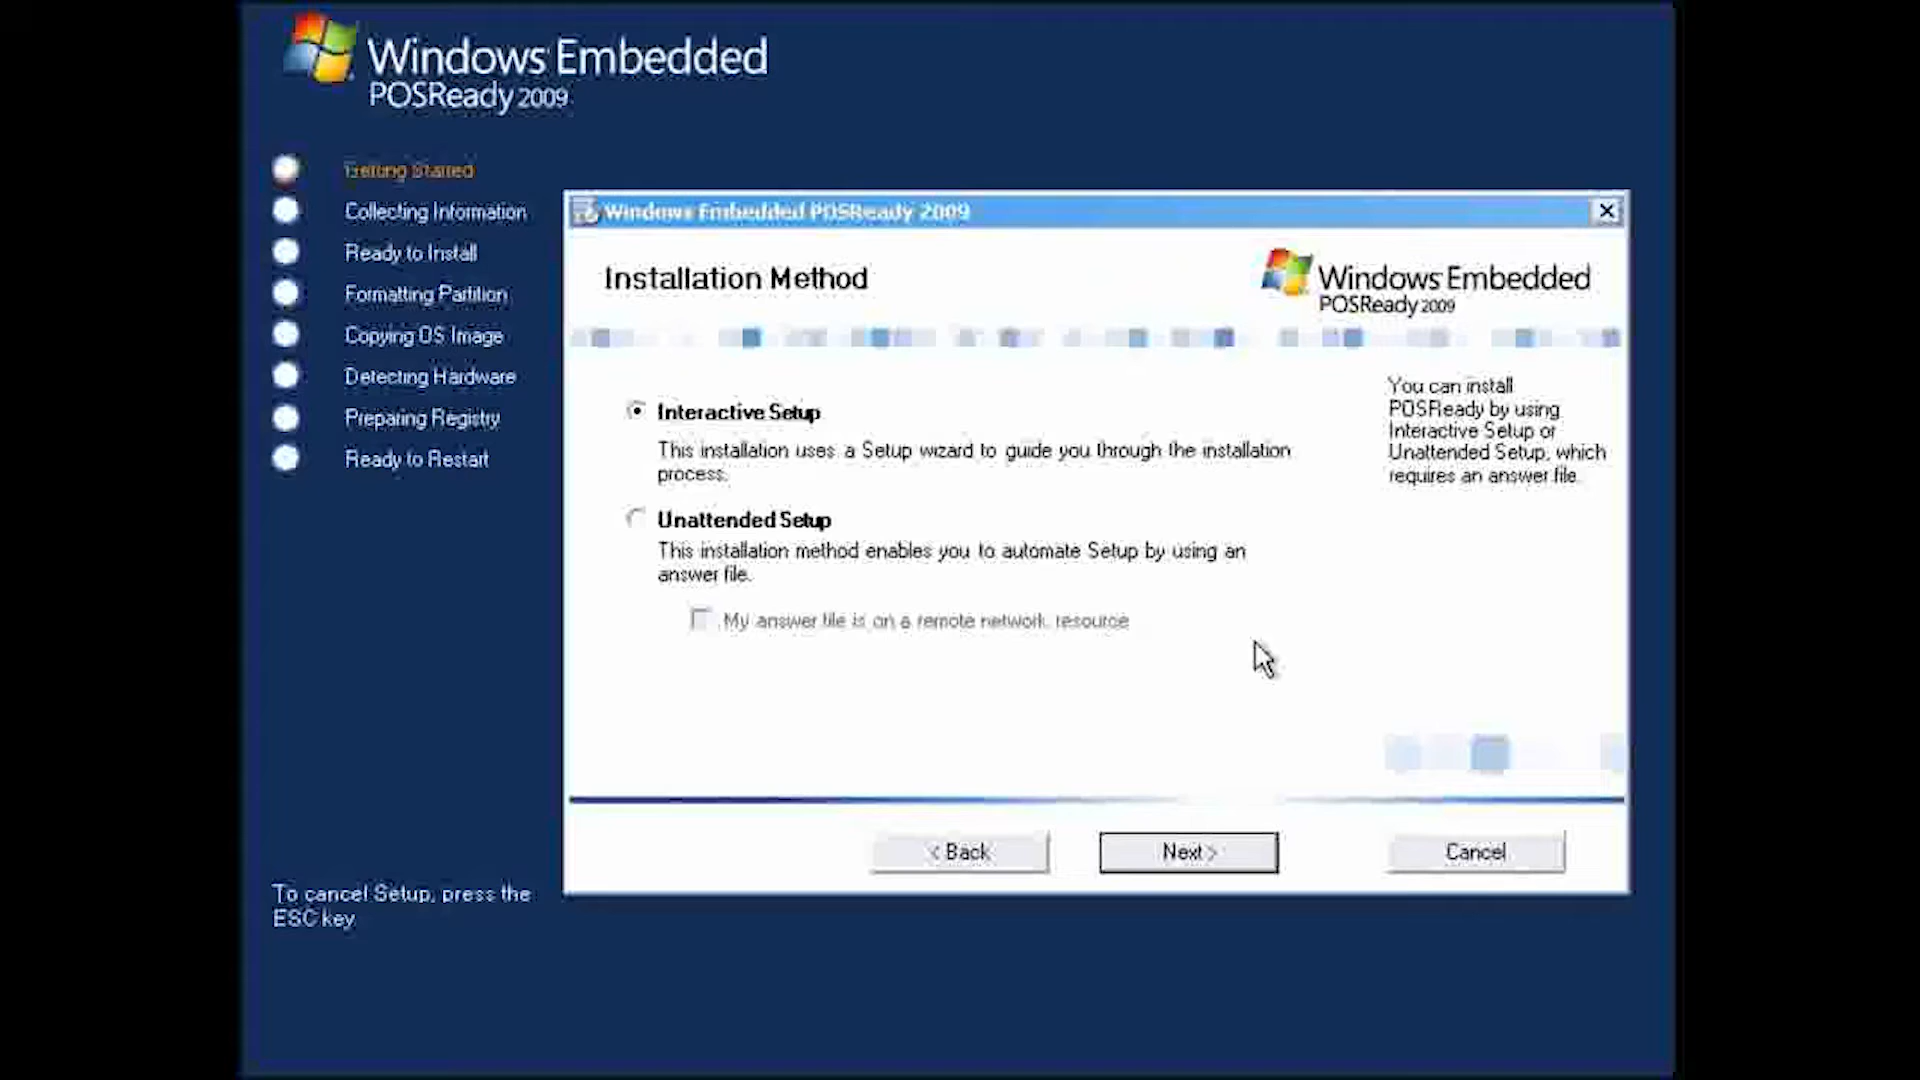 Windows Embedded
POSReady 2009
Getting Started
Collecting Information
Ready to Install
Formatting Partition
Copying OS Image
Detecting Hardware
Preparing Registry
Ready to Restart
To cancel Setup, press the
ESC key
Windows Embedded POSReady 2009
Installation Method
Windows Embedded
POSReady 2009
Interactive Setup
This installation uses a Setup wizard to guide you through the installation
process.
Unattended Setup
This installation method enables you to automate Setup by using an
answer file.
My answer file is on a remote network resource
You can install
POSReady by using
Interactive Setup or
Unattended Setup, which
requires an answer file.
< Back
Next >
Cancel